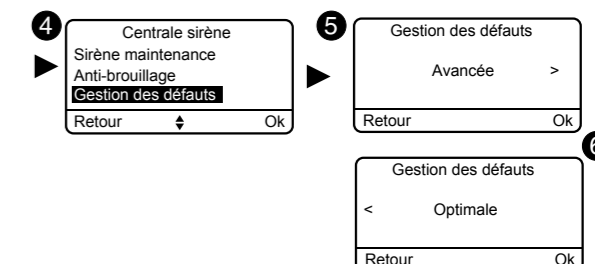 4
Centrale sirène
Sirène maintenance
Anti-brouillage
Gestion des défauts
Retour Ok
5
Gestion des défauts
Avancée >
Retour Ok
6
Gestion des défauts
< Optimale
Retour Ok